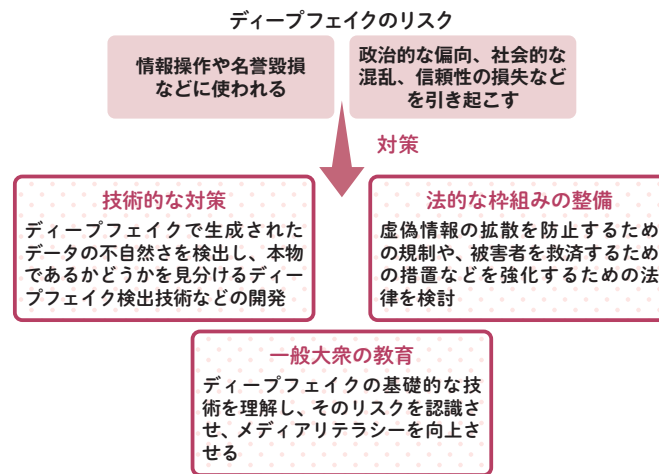 ディープフェイクのリスク
情報操作や名誉毀損
などに使われる
政治的な偏向、社会的な
混乱、信頼性の損失など
を引き起こす
対策
技術的な対策
ディープフェイクで生成された
データの不自然さを検出し、本物
であるかどうかを見分けるディー
プフェイク検出技術などの開発
法的な枠組みの整備
虚偽情報の拡散を防止するため
の規制や、被害者を救済するため
の措置などを強化するための法
律を検討
一般大衆の教育
ディープフェイクの基礎的な技
術を理解し、そのリスクを認識さ
せ、メディアリテラシーを向上さ
せる